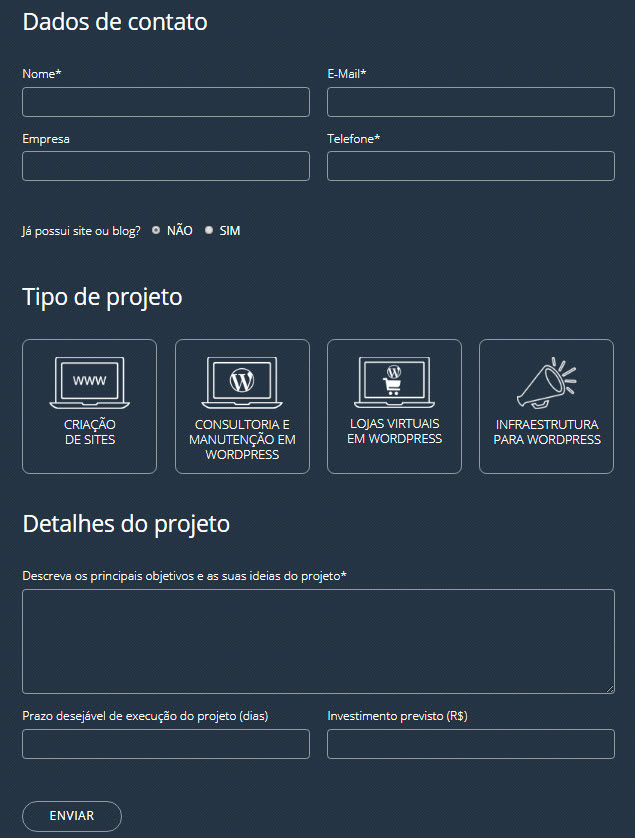 Dados de contato
Nome*
E-Mail*
Empresa
Telefone*
Já possui site ou blog? NÃO SIM
Tipo de projeto
WWW
CRIAÇÃO
DE SITES
W
CONSULTORIA E
MANUTENÇÃO EM
WORDPRESS
W
LOJAS VIRTUAIS
EM WORDPRESS
INFRAESTRUTURA
PARA WORDPRESS
Detalhes do projeto
Descreva os principais objetivos e as suas ideias do projeto*
Prazo desejável de execução do projeto (dias)
Investimento previsto (R$)
ENVIAR